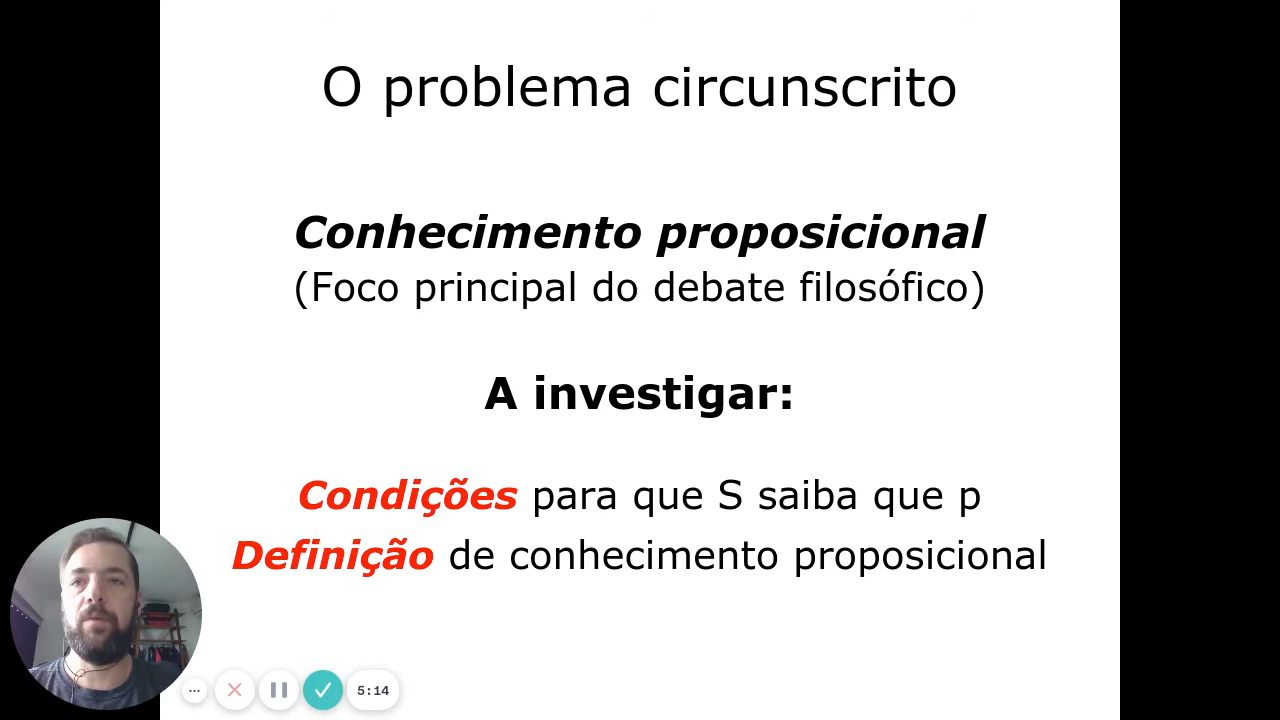 O problema circunscrito
Conhecimento proposicional
(Foco principal do debate filosófico)
A investigar:
Condições para que S saiba que p
Definição de conhecimento proposicional
5:14